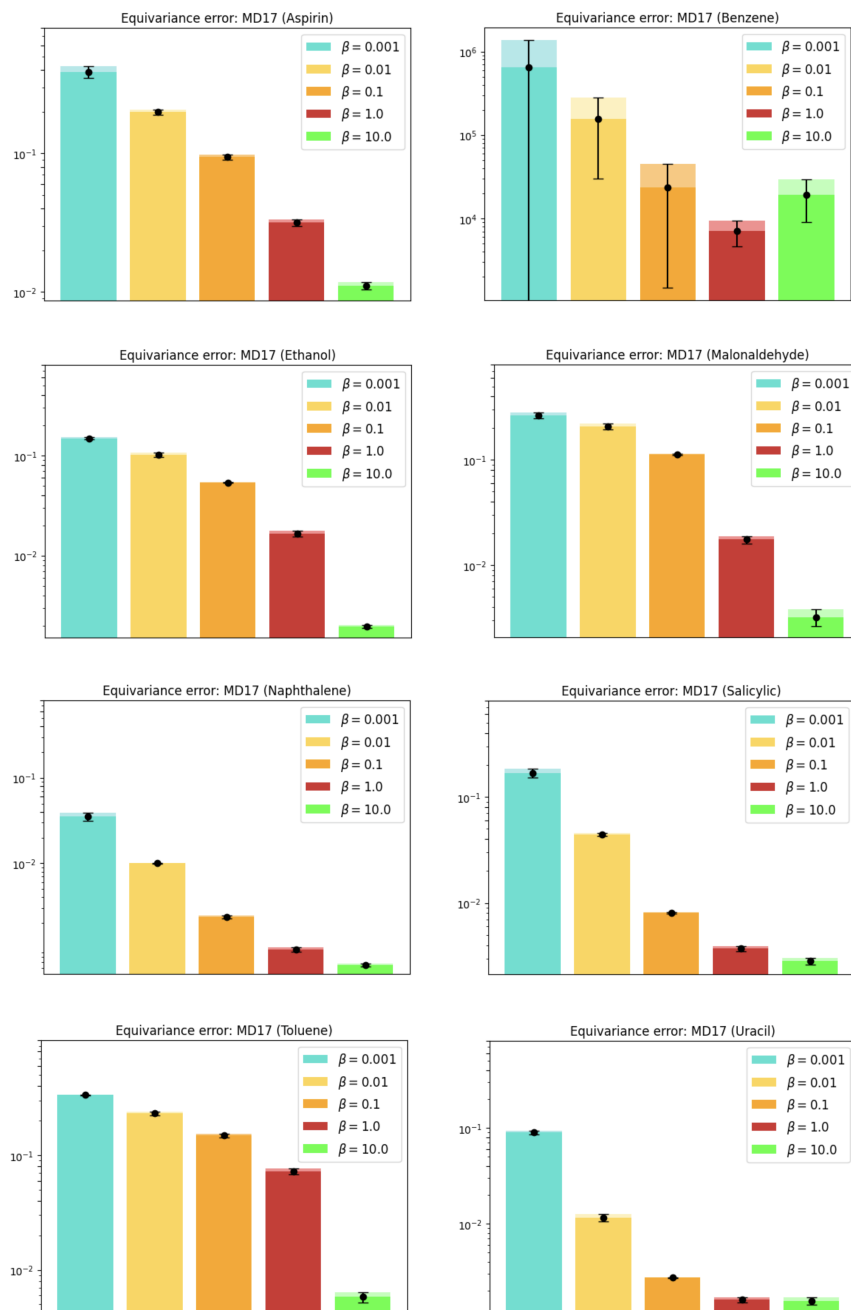 Equivariance error: MD17 (Aspirin)
10⁻¹
10⁻²
β = 0.001
β = 0.01
β = 0.1
β = 1.0
β = 10.0
Equivariance error: MD17 (Benzene)
10⁶
10⁵
10⁴
β = 0.001
β = 0.01
β = 0.1
β = 1.0
β = 10.0
Equivariance error: MD17 (Ethanol)
10⁻¹
10⁻²
β = 0.001
β = 0.01
β = 0.1
β = 1.0
β = 10.0
Equivariance error: MD17 (Malonaldehyde)
10⁻¹
10⁻²
β = 0.001
β = 0.01
β = 0.1
β = 1.0
β = 10.0
Equivariance error: MD17 (Naphthalene)
10⁻¹
10⁻²
β = 0.001
β = 0.01
β = 0.1
β = 1.0
β = 10.0
Equivariance error: MD17 (Salicylic)
10⁻¹
10⁻²
β = 0.001
β = 0.01
β = 0.1
β = 1.0
β = 10.0
Equivariance error: MD17 (Toluene)
10⁻¹
10⁻²
β = 0.001
β = 0.01
β = 0.1
β = 1.0
β = 10.0
Equivariance error: MD17 (Uracil)
10⁻¹
10⁻²
β = 0.001
β = 0.01
β = 0.1
β = 1.0
β = 10.0